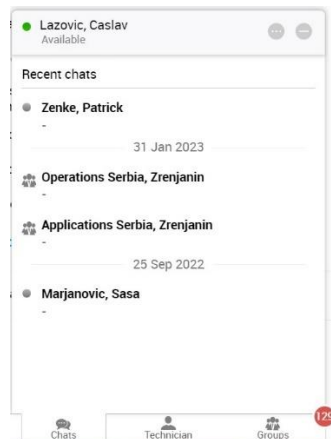 Lazovic, Caslav
Available
Recent chats
Zenke, Patrick
-
31 Jan 2023
Operations Serbia, Zrenjanin
-
Applications Serbia, Zrenjanin
-
25 Sep 2022
Marjanovic, Sasa
-
129
Chats
Technician
Groups